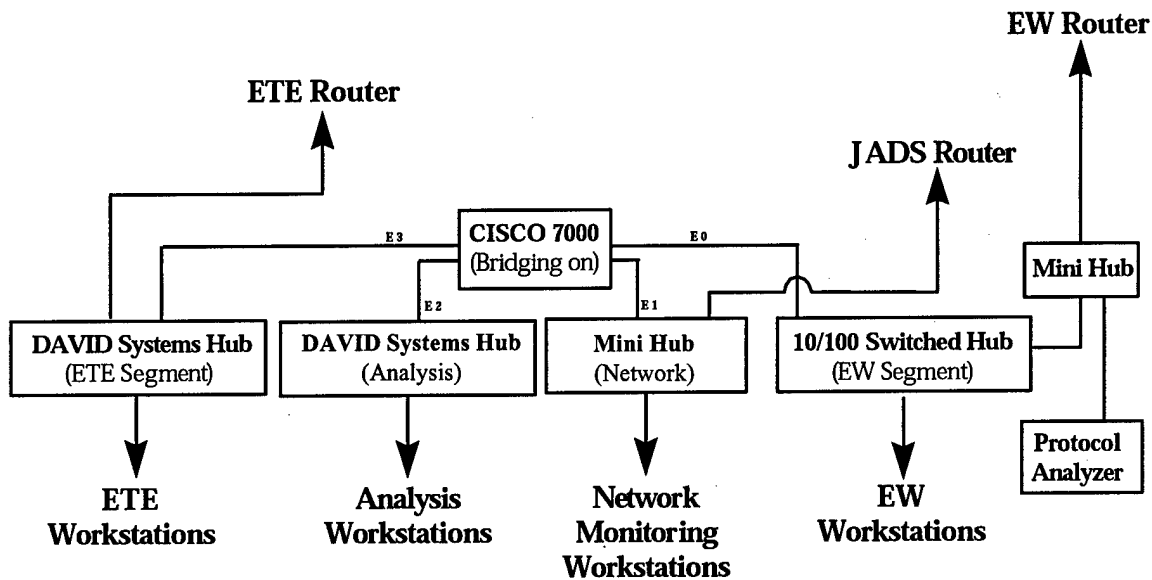 EW Router
ETE Router
JADS Router
E3
CISCO 7000
(Bridging on)
E0
E2
E1
Mini Hub
DAVID Systems Hub
(ETE Segment)
DAVID Systems Hub
(Analysis)
Mini Hub
(Network)
10/100 Switched Hub
(EW Segment)
Protocol
Analyzer
ETE
Workstations
Analysis
Workstations
Network
Monitoring
Workstations
EW
Workstations